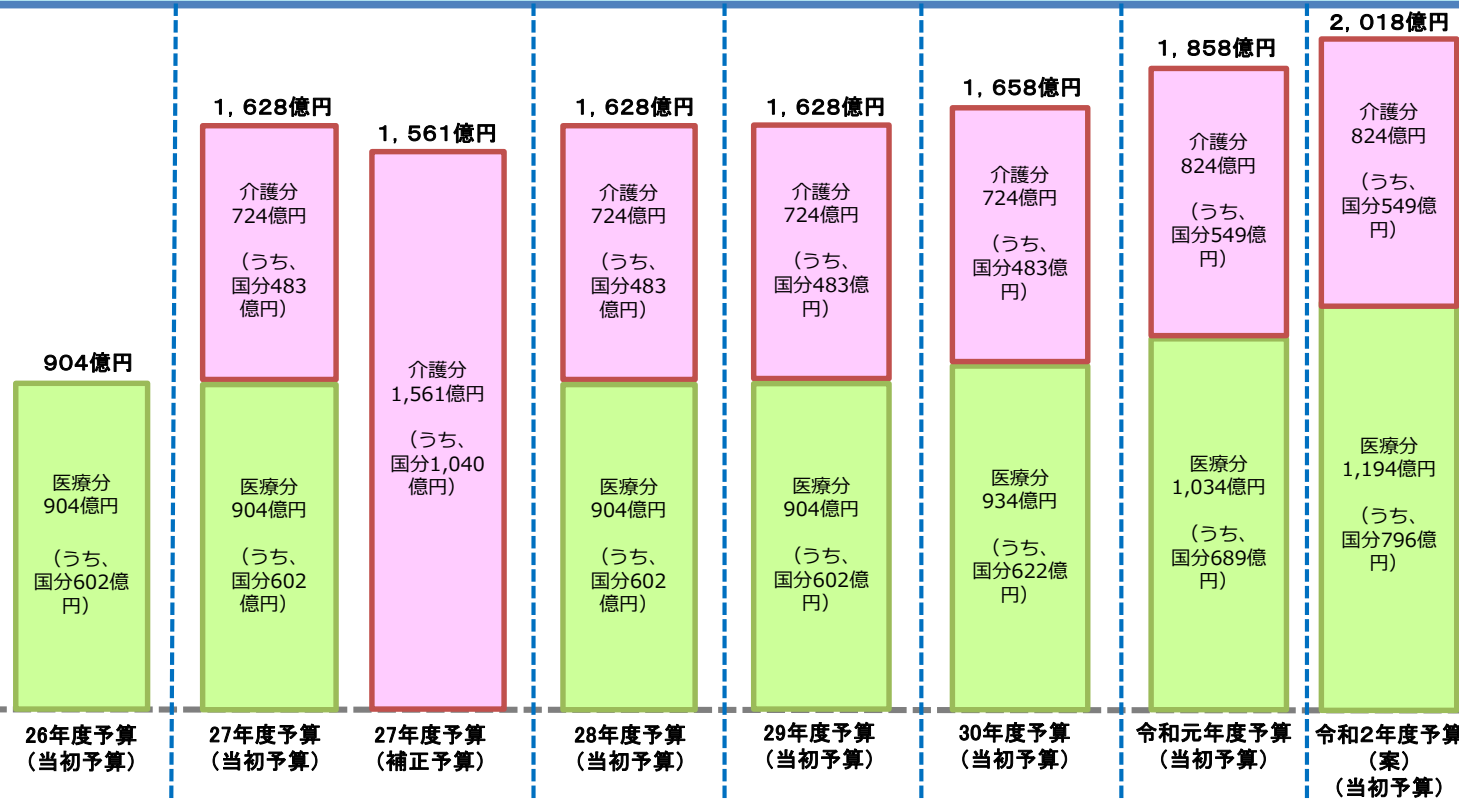 904億円
医療分
904億円
（うち、
国分602億
円）
26年度予算
（当初予算）
1，628億円
介護分
724億円
（うち、
国分483
億円）
医療分
904億円
（うち、
国分602
億円）
27年度予算
（当初予算）
1，561億円
介護分
1,561億円
（うち、
国分1,040
億円）
27年度予算
（補正予算）
1，628億円
介護分
724億円
（うち、
国分483
億円）
医療分
904億円
（うち、
国分602
億円）
28年度予算
（当初予算）
1，628億円
介護分
724億円
（うち、
国分483億
円）
医療分
904億円
（うち、
国分602億
円）
29年度予算
（当初予算）
1，658億円
介護分
724億円
（うち、
国分483億
円）
医療分
934億円
（うち、
国分622億
円）
30年度予算
（当初予算）
1，858億円
介護分
824億円
（うち、
国分549億
円）
医療分
1,034億円
（うち、
国分689億
円）
令和元年度予算
（当初予算）
2，018億円
介護分
824億円
（うち、
国分549億
円）
医療分
1,194億円
（うち、
国分796億
円）
令和2年度予算
（案）
（当初予算）